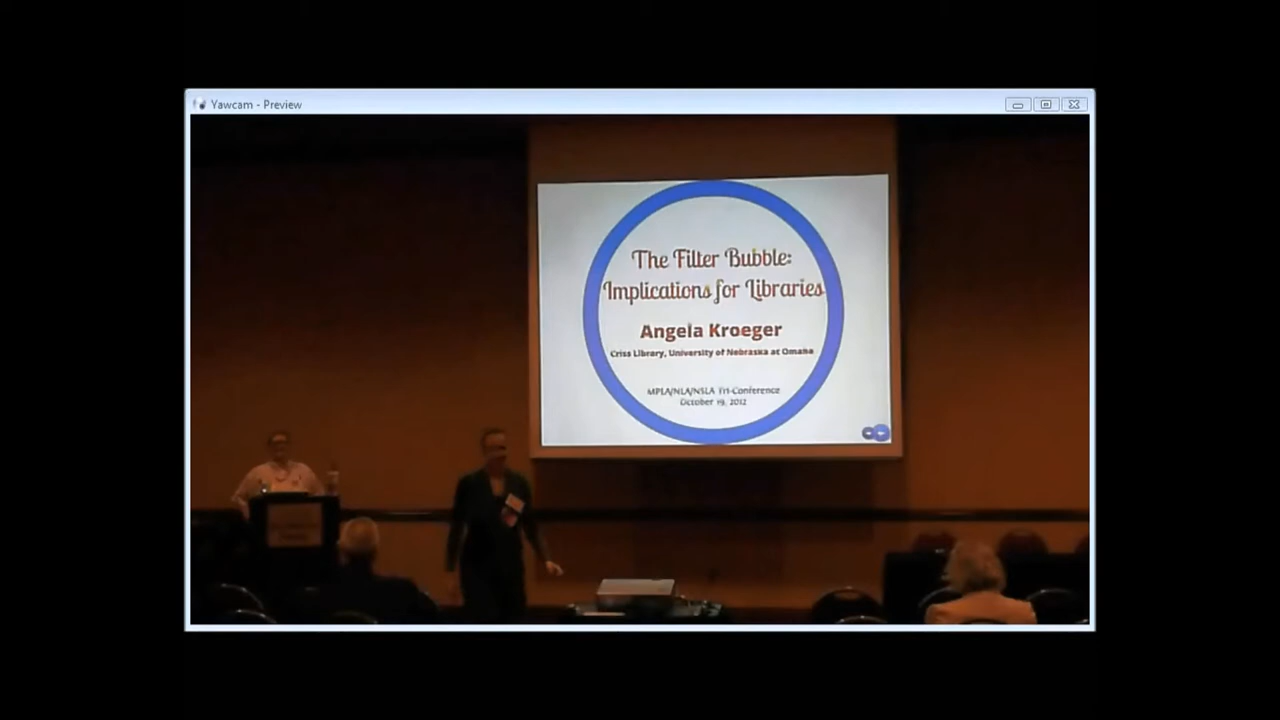 Yawcam - Preview
The Filter Bubble:
Implications for Libraries
Angela Kroeger
Criss Library, University of Nebraska at Omaha
MPLA/NLA/NSLA Tri-Conference
October 19, 2012